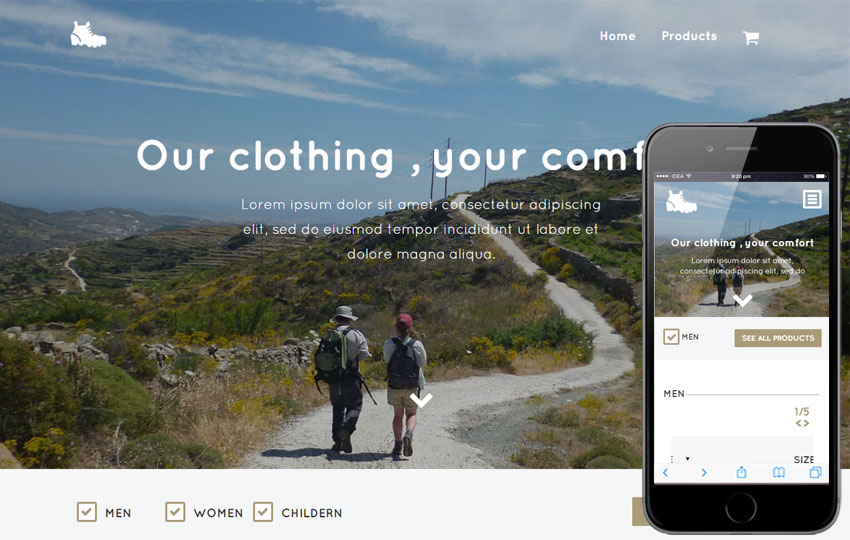 Home Products
Our clothing , your comf
Lorem ipsum dolor sit amet, consectetur adipiscing
elit, sed do eiusmod tempor incididunt ut labore et
dolore magna aliqua.
MEN WOMEN CHILDERN
IDEA 8:20 pm 90%
Our clothing , your comfort
Lorem ipsum dolor sit amet,
consectetur adipiscing elit, sed do
MEN SEE ALL PRODUCTS
MEN
1/5
< >
SIZE